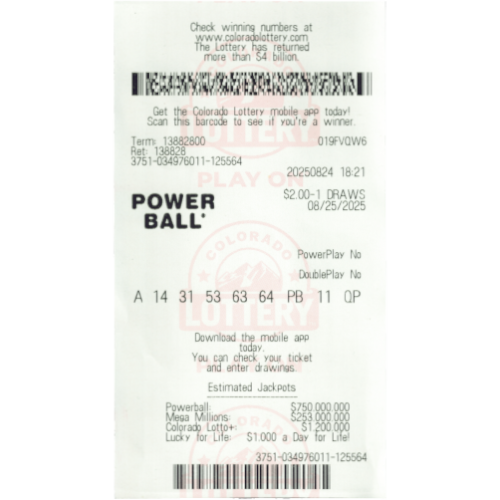 Check winning numbers at
www.coloradolottery.com
The Lottery has returned
more than $4 billion.
Get the Colorado Lottery mobile app today!
Scan this barcode to see if you're a winner.
Term: 13882800 019FVQW6
Ret: 138828
3751-034976011-125564
20250824 18:21
PLAY ON
$2.00-1 DRAWS
08/25/2025
POWER
BALL
COLORADO
LOTTERY
PowerPlay No
DoublePlay No
A 14 31 53 63 64 PB 11 QP
Download the mobile app
today.
You can check your ticket
and enter drawings.
Estimated Jackpots
Powerball: $750,000,000
Mega Millions: $253,000,000
Colorado Lotto+: $1,200,000
Lucky for Life: $1,000 a Day for Life!
3751-034976011-125564